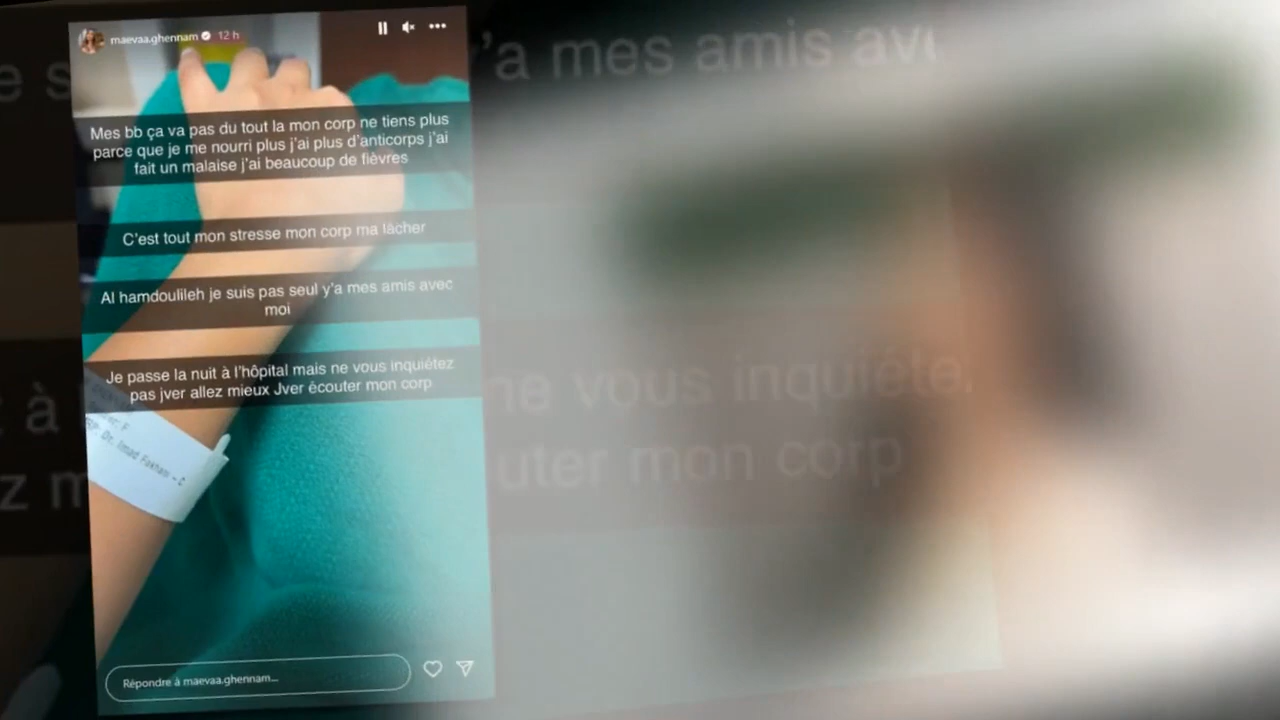 maevaa.ghennam 12 h
Mes bb ça va pas du tout la mon corp ne tiens plus
parce que je me nourri plus j'ai plus d'anticorps j'ai
fait un malaise j'ai beaucoup de fièvres
C'est tout mon stresse mon corp ma lâcher
Al hamdoulileh je suis pas seul y'a mes amis avec
moi
Je passe la nuit à l'hôpital mais ne vous inquiétez
pas jver allez mieux Jver écouter mon corp
Dr. Imad
Répondre à maevaa.ghennam...
y'a mes amis
à
ne vous inquiéte
mon corp